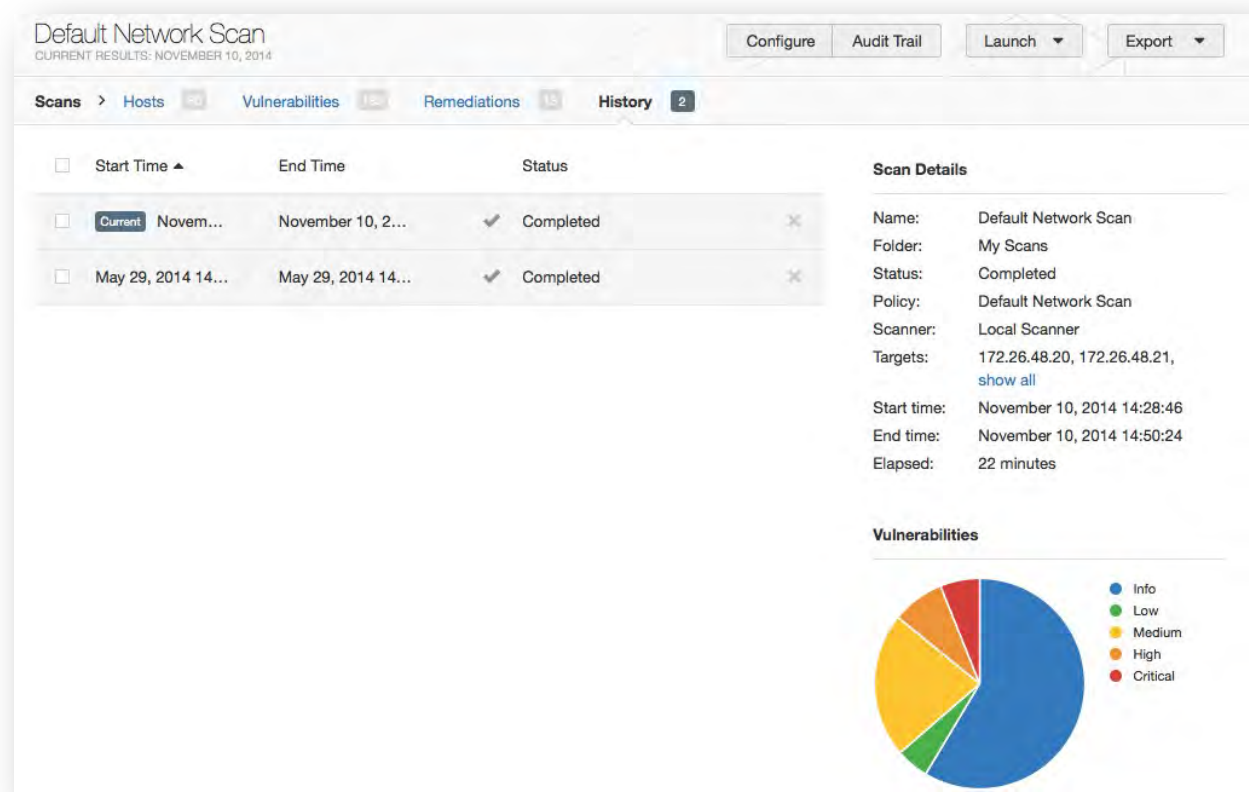 Default Network Scan
CURRENT RESULTS: NOVEMBER 10, 2014
Configure Audit Trail Launch Export
Scans > Hosts Vulnerabilities Remediations History 2
Start Time End Time Status
Current Novem... November 10, 2... Completed
May 29, 2014 14... May 29, 2014 14... Completed
Scan Details
Name: Default Network Scan
Folder: My Scans
Status: Completed
Policy: Default Network Scan
Scanner: Local Scanner
Targets: 172.26.48.20, 172.26.48.21,
show all
Start time: November 10, 2014 14:28:46
End time: November 10, 2014 14:50:24
Elapsed: 22 minutes
Vulnerabilities
Info
Low
Medium
High
Critical